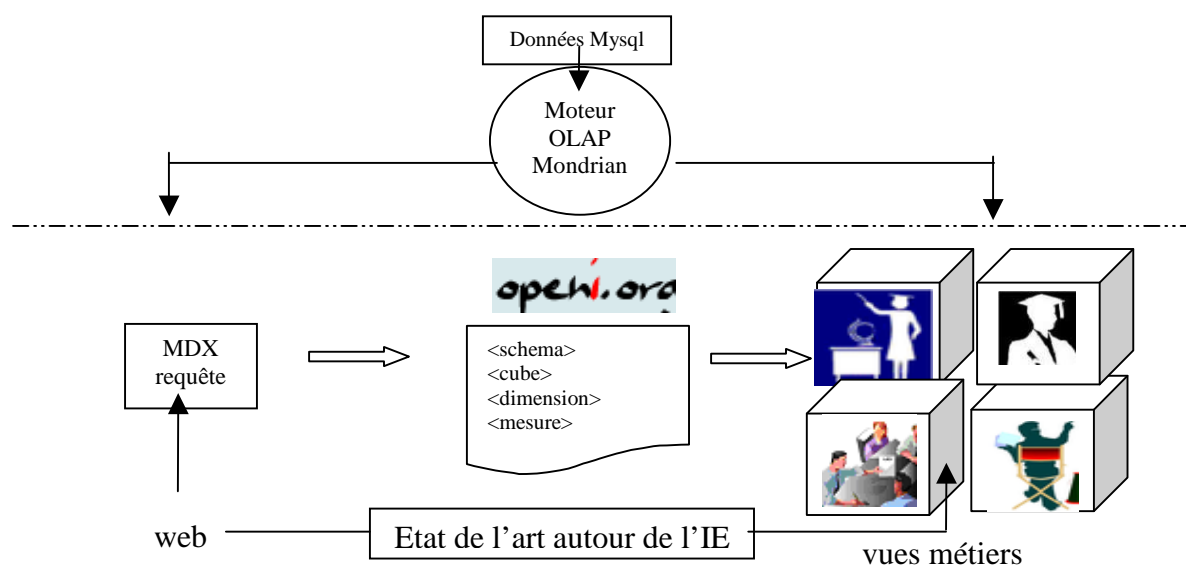 Données Mysql
Moteur
OLAP
Mondrian
openi.org
MDX
requête
<schema>
<cube>
<dimension>
<mesure>
web
Etat de l’art autour de l’IE
vues métiers